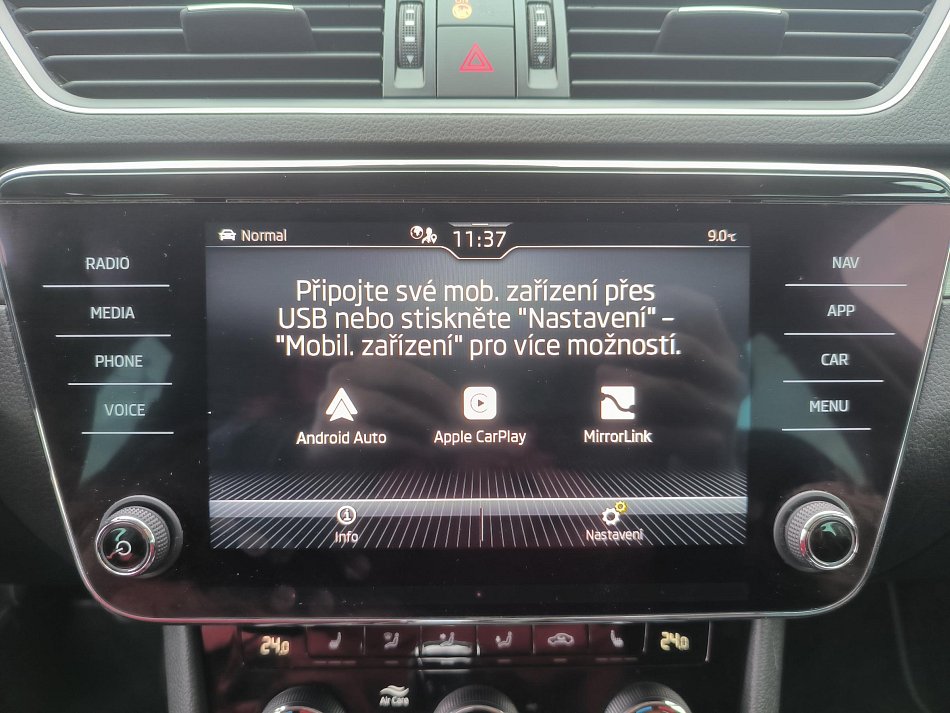 Normal 11:37 9.0°C
RADIO
MEDIA
PHONE
VOICE
Připojte své mob. zařízení přes
USB nebo stiskněte "Nastavení" –
"Mobil. zařízení" pro více možností.
Android Auto Apple CarPlay MirrorLink
Info Nastavení
NAV
APP
CAR
MENU
24.0 24.0
Air Care